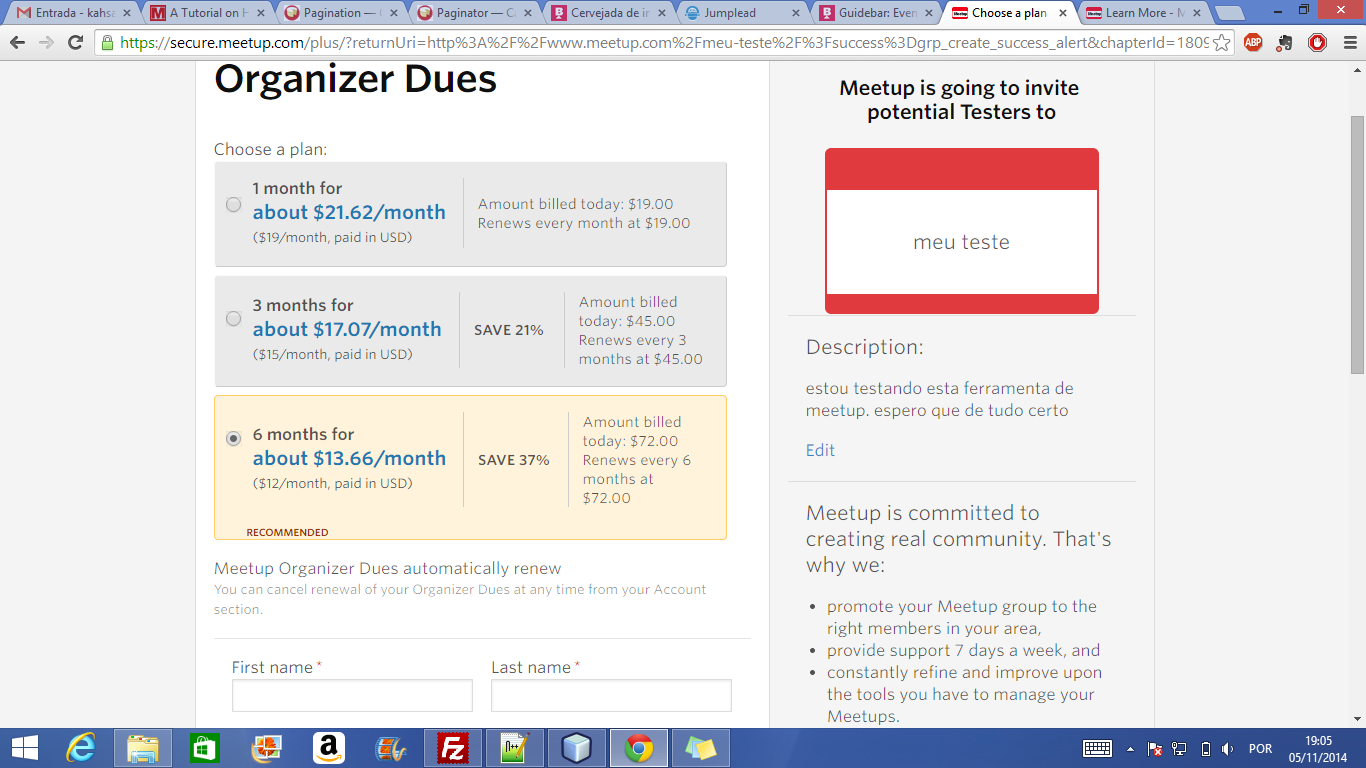 Entrada - kahsa
A Tutorial on H
Pagination — C
Paginator — Co
Cervejada de in
Jumplead
Guidebar: Even
Choose a plan
Learn More - M
https://secure.meetup.com/plus/?returnUri=http%3A%2F%2Fwww.meetup.com%2Fmeu-teste%2F%3Fsuccess%3Dgrp_create_success_alert&chapterId=1809
ABP
Organizer Dues
Choose a plan:
1 month for
about $21.62/month
($19/month, paid in USD)
Amount billed today: $19.00
Renews every month at $19.00
3 months for
about $17.07/month
($15/month, paid in USD)
SAVE 21%
Amount billed
today: $45.00
Renews every 3
months at $45.00
6 months for
about $13.66/month
($12/month, paid in USD)
SAVE 37%
Amount billed
today: $72.00
Renews every 6
months at
$72.00
RECOMMENDED
Meetup Organizer Dues automatically renew
You can cancel renewal of your Organizer Dues at any time from your Account
section.
First name *
Last name *
Meetup is going to invite
potential Testers to
meu teste
Description:
estou testando esta ferramenta de
meetup. espero que de tudo certo
Edit
Meetup is committed to
creating real community. That's
why we:
• promote your Meetup group to the
right members in your area,
• provide support 7 days a week, and
• constantly refine and improve upon
the tools you have to manage your
Meetups.
POR
19:05
05/11/2014